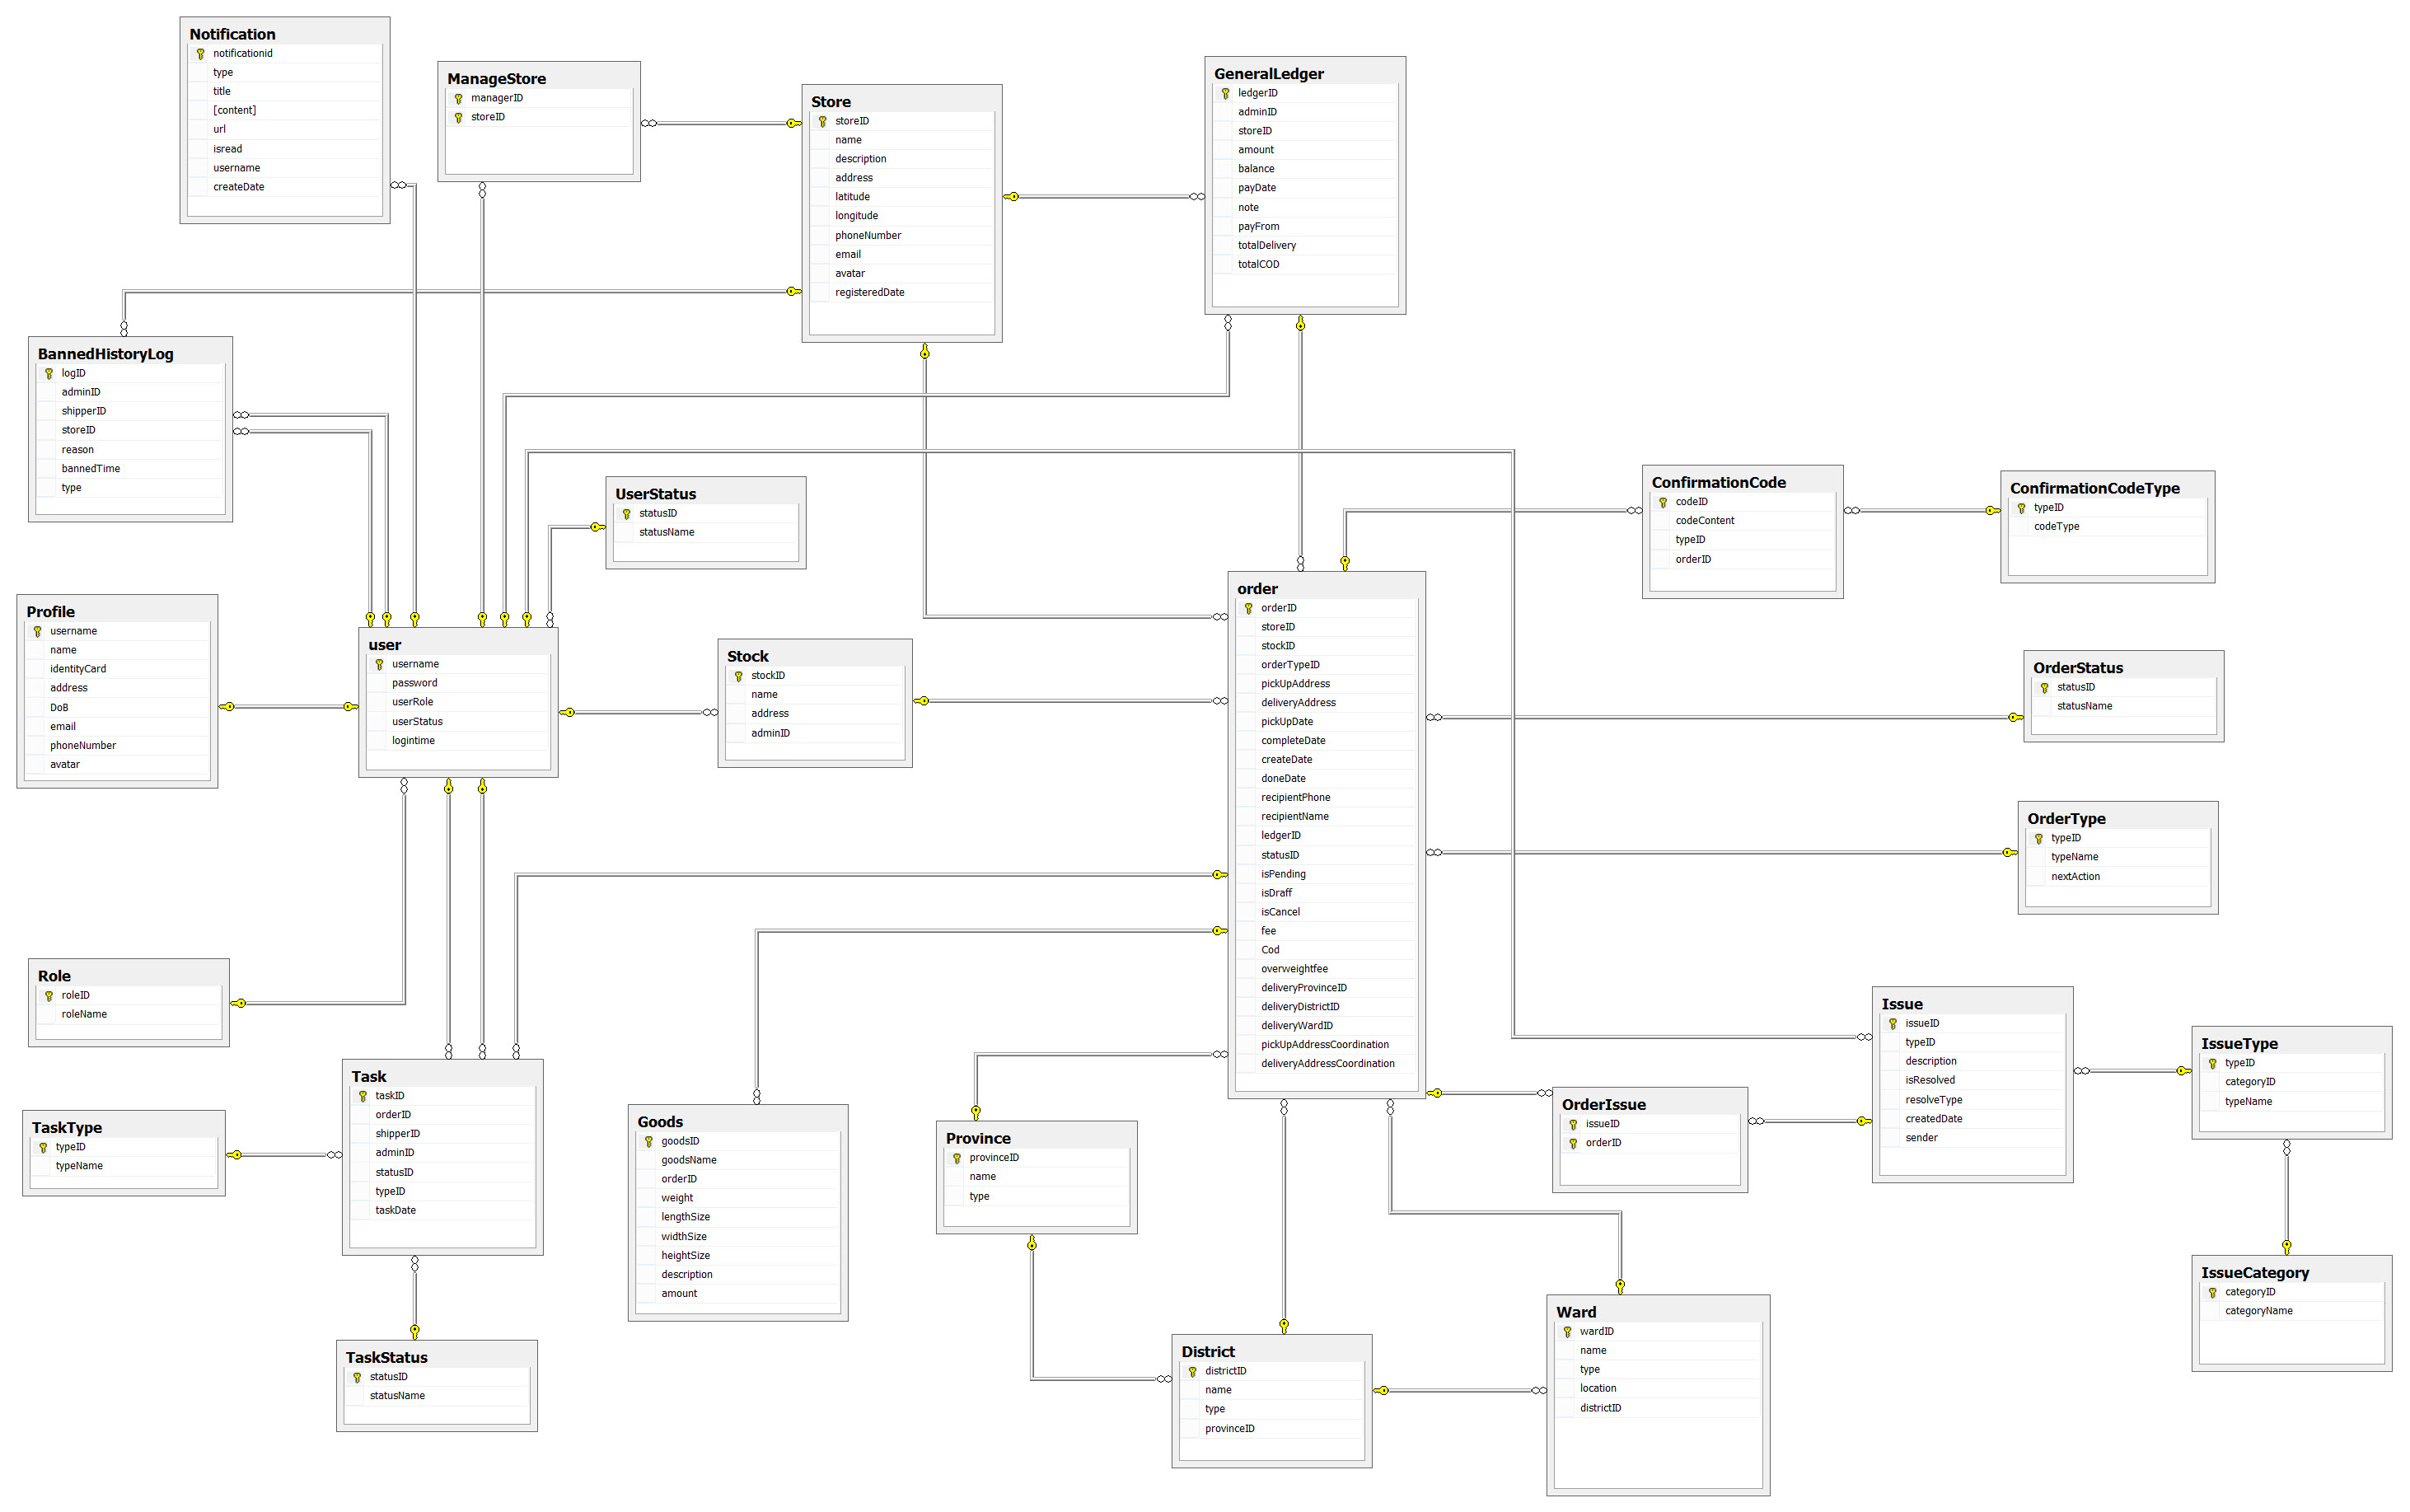 Notification
notificationid
type
title
[content]
url
isread
username
createDate
ManageStore
managerID
storeID
Store
storeID
name
description
address
latitude
longitude
phoneNumber
email
avatar
registeredDate
GeneralLedger
ledgerID
adminID
storeID
amount
balance
payDate
note
payFrom
totalDelivery
totalCOD
BannedHistoryLog
logID
adminID
shipperID
storeID
reason
bannedTime
type
UserStatus
statusID
statusName
ConfirmationCode
codeID
codeContent
typeID
orderID
ConfirmationCodeType
typeID
codeType
Profile
username
name
identityCard
address
DoB
email
phoneNumber
avatar
user
username
password
userRole
userStatus
logintime
Stock
stockID
name
address
adminID
order
orderID
storeID
stockID
orderTypeID
pickUpAddress
deliveryAddress
pickUpDate
completeDate
createDate
doneDate
recipientPhone
recipientName
ledgerID
statusID
isPending
isDraff
isCancel
fee
Cod
overweightfee
deliveryProvinceID
deliveryDistrictID
deliveryWardID
pickUpAddressCoordination
deliveryAddressCoordination
OrderStatus
statusID
statusName
OrderType
typeID
typeName
nextAction
Role
roleID
roleName
Task
taskID
orderID
shipperID
adminID
statusID
typeID
taskDate
TaskType
typeID
typeName
Goods
goodsID
goodsName
orderID
weight
lengthSize
widthSize
heightSize
description
amount
Province
provinceID
name
type
OrderIssue
issueID
orderID
Issue
issueID
typeID
description
isResolved
resolveType
createdDate
sender
IssueType
typeID
categoryID
typeName
IssueCategory
categoryID
categoryName
TaskStatus
statusID
statusName
District
districtID
name
type
provinceID
Ward
wardID
name
type
location
districtID